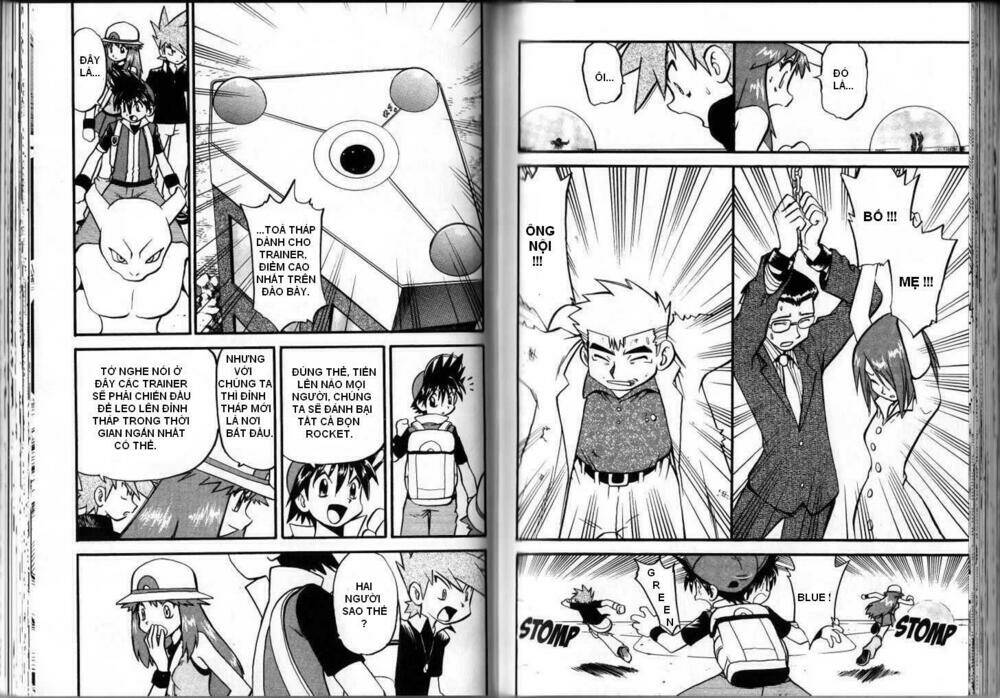 ĐÂY
LÀ...
...TOÀ THÁP
DÀNH CHO
TRAINER,
ĐIỂM CAO
NHẤT TRÊN
ĐẢO BẢY.
TỚ NGHE NÓI Ở
ĐÂY CÁC TRAINER
SẼ PHẢI CHIẾN ĐẤU
ĐỂ LEO LÊN ĐỈNH
THÁP TRONG THỜI
GIAN NGẮN NHẤT
CÓ THỂ.
NHƯNG
VỚI
CHÚNG TA
THÌ ĐỈNH
THÁP MỚI
LÀ NƠI
BẮT ĐẦU.
ĐÚNG THẾ, TIẾN
LÊN NÀO MỌI
NGƯỜI, CHÚNG
TA SẼ ĐÁNH BẠI
TẤT CẢ BỌN
ROCKET.
HAI
NGƯỜI
SAO THẾ
?
ÔI...
ĐÓ
LÀ...
ÔNG
NỘI
!!!
BỐ !!!
MẸ !!!
STOMP
G
R
E
E
N
BLUE !
STOMP